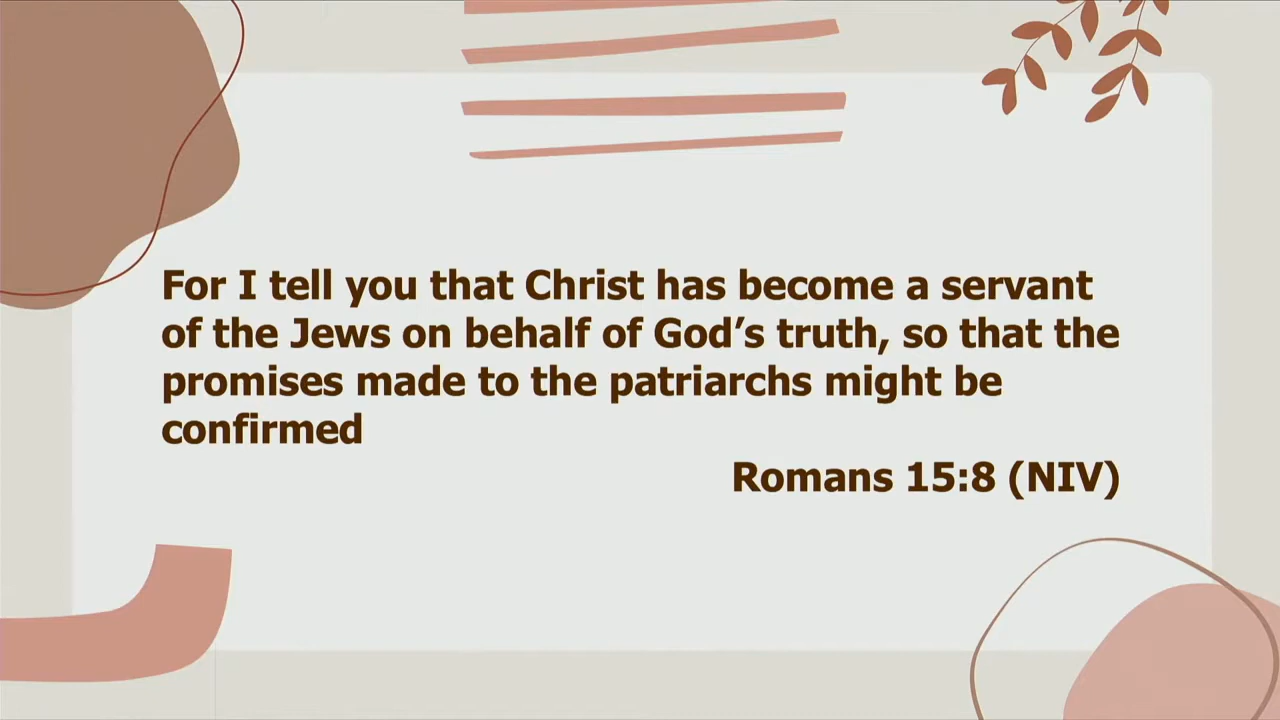 For I tell you that Christ has become a servant
of the Jews on behalf of God’s truth, so that the
promises made to the patriarchs might be
confirmed
Romans 15:8 (NIV)